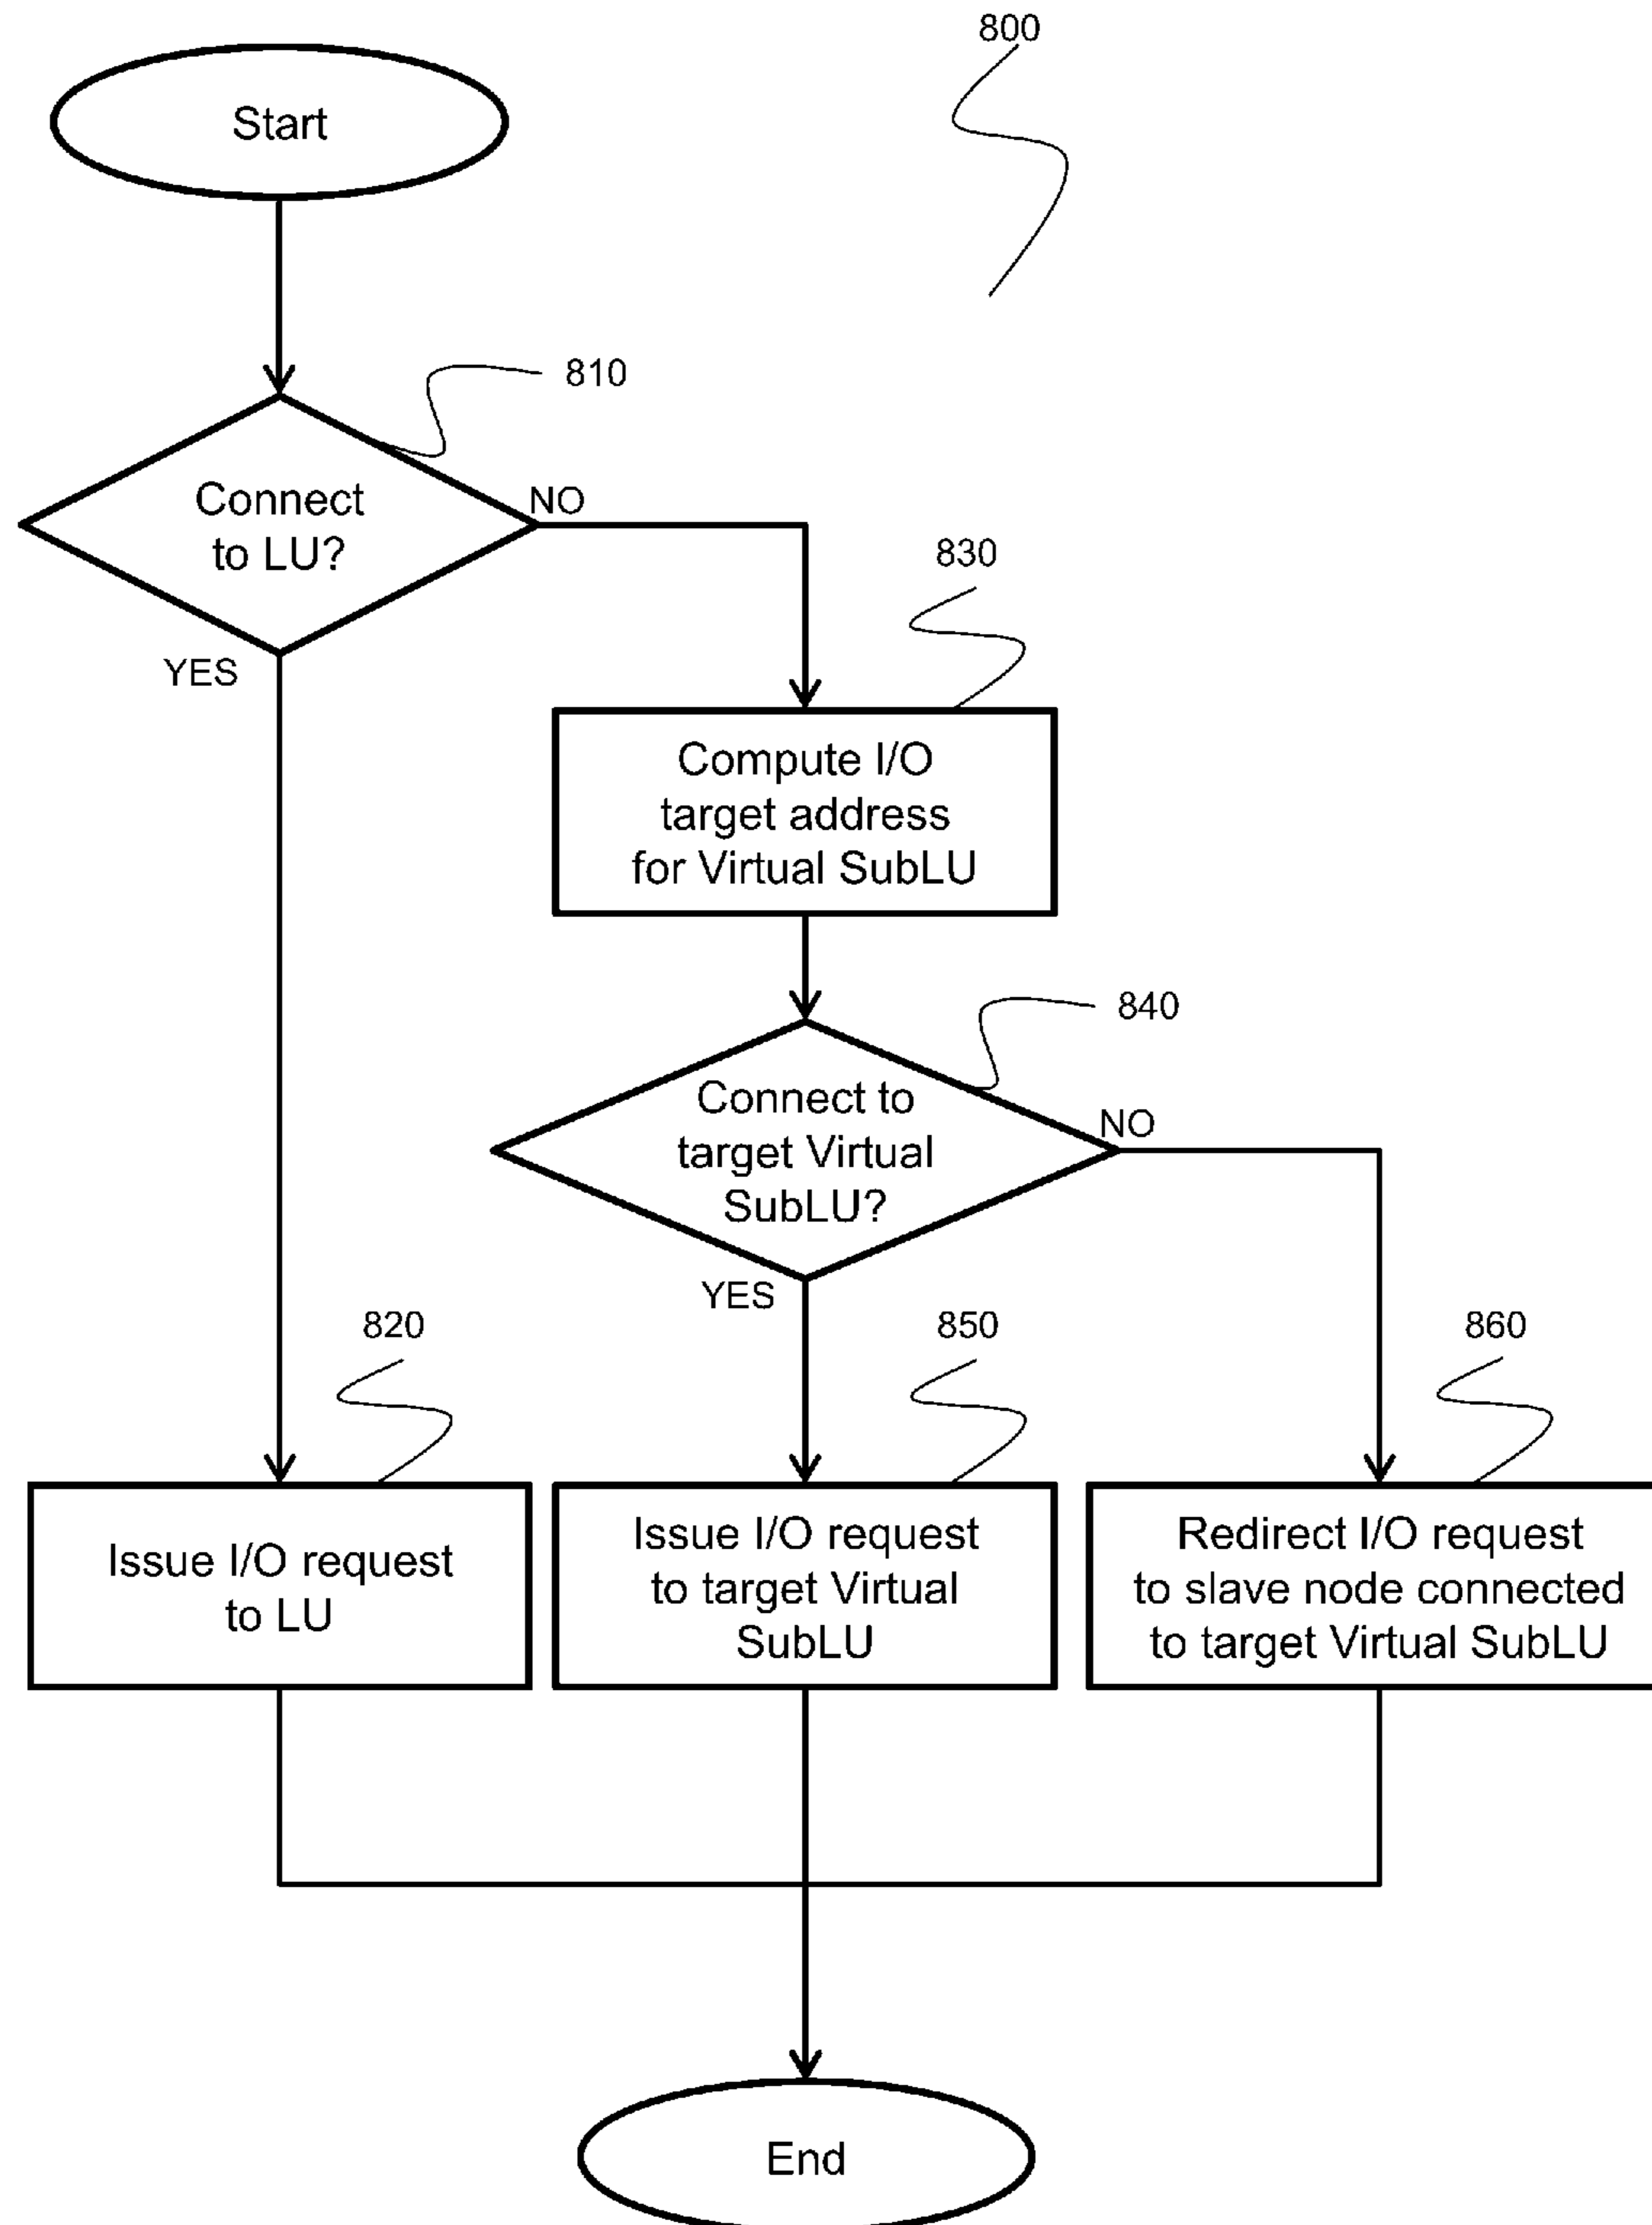 800
Start
810
Connect
to LU?
NO
YES
830
Compute I/O
target address
for Virtual SubLU
840
Connect to
target Virtual
SubLU?
NO
YES
820
Issue I/O request
to LU
850
Issue I/O request
to target Virtual
SubLU
860
Redirect I/O request
to slave node connected
to target Virtual SubLU
End